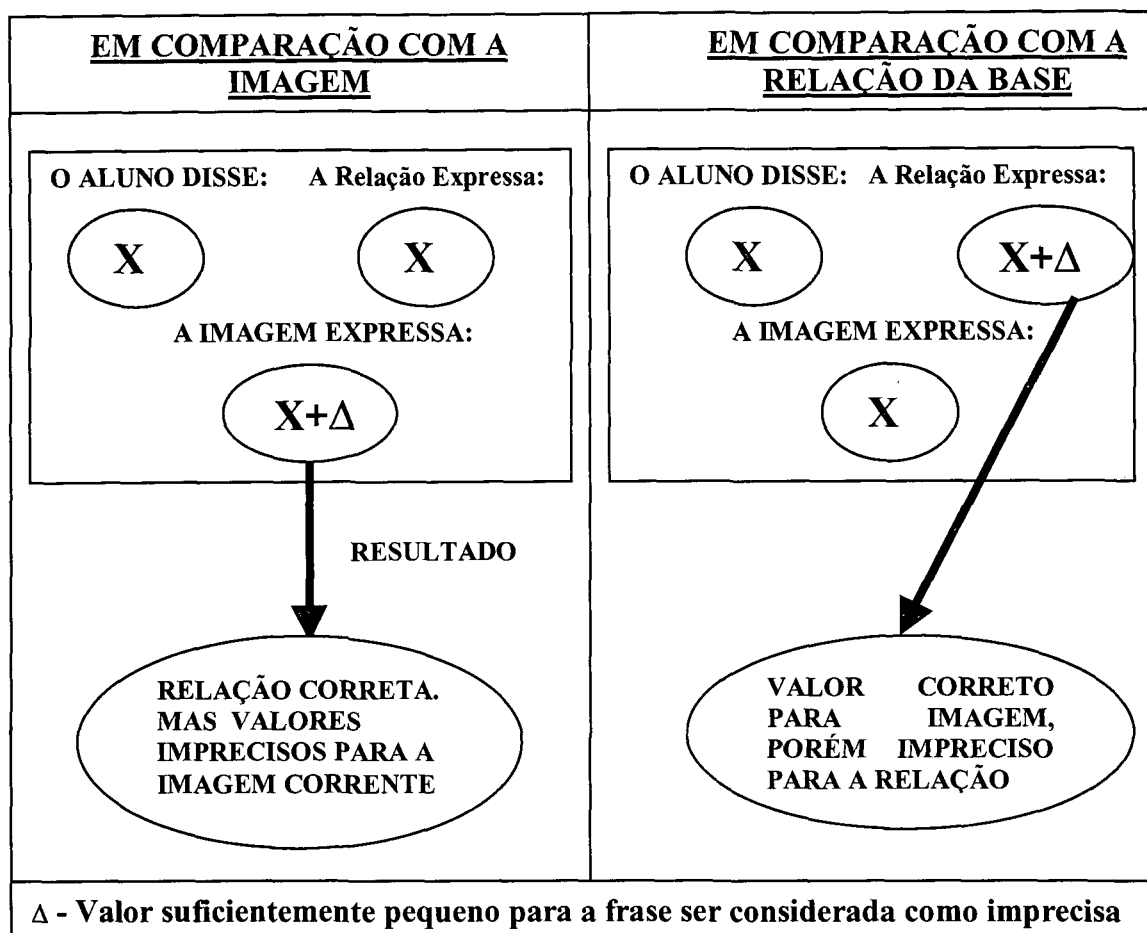 EM COMPARAÇÃO COM A
IMAGEM
O ALUNO DISSE: A Relação Expressa:
X X
A IMAGEM EXPRESSA:
X+Δ
RESULTADO
RELAÇÃO CORRETA.
MAS VALORES
IMPRECISOS PARA A
IMAGEM CORRENTE
EM COMPARAÇÃO COM A
RELAÇÃO DA BASE
O ALUNO DISSE: A Relação Expressa:
X X+Δ
A IMAGEM EXPRESSA:
X
VALOR CORRETO
PARA IMAGEM,
PORÉM IMPRECISO
PARA A RELAÇÃO
Δ - Valor suficientemente pequeno para a frase ser considerada como imprecisa